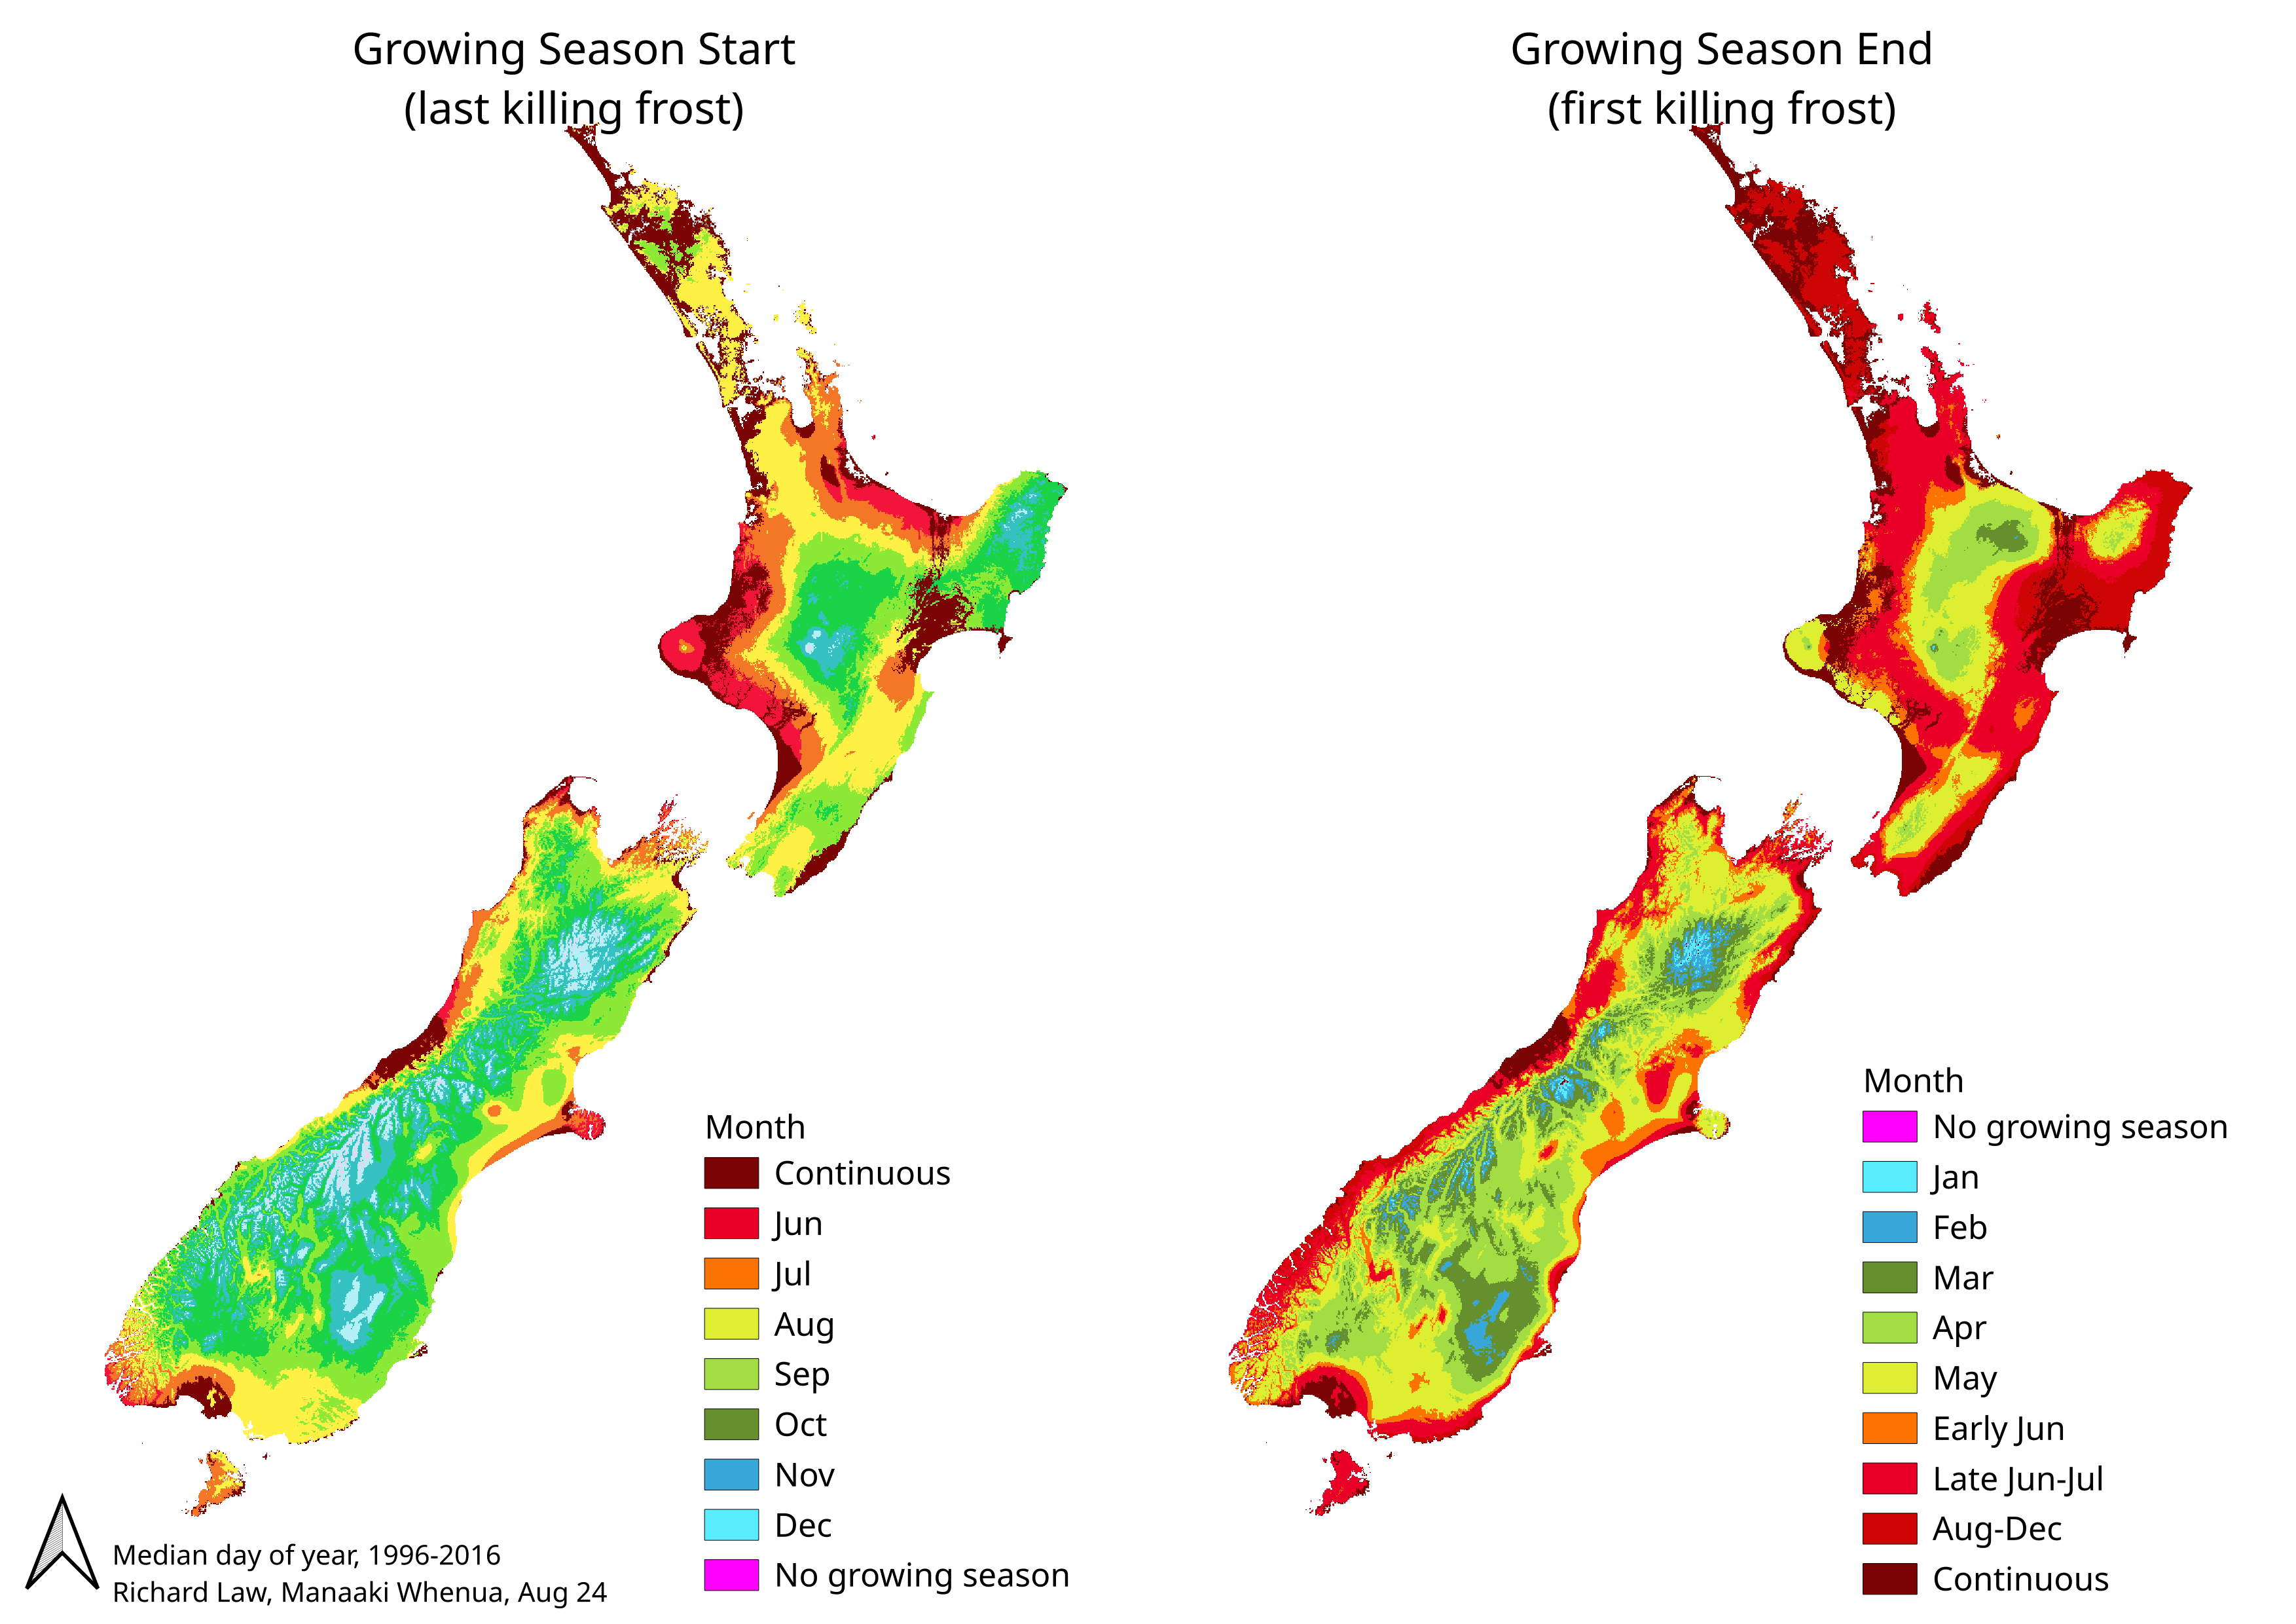 Growing Season Start
(last killing frost)
Growing Season End
(first killing frost)
Month
Continuous
Jun
Jul
Aug
Sep
Oct
Nov
Dec
No growing season
Month
No growing season
Jan
Feb
Mar
Apr
May
Early Jun
Late Jun-Jul
Aug-Dec
Continuous
Median day of year, 1996-2016
Richard Law, Manaaki Whenua, Aug 24